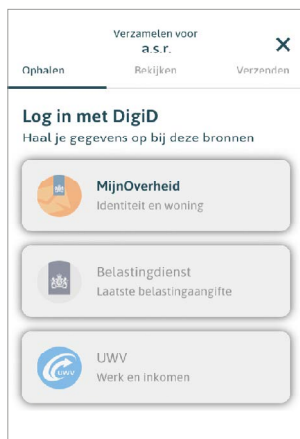 Verzamelen voor
a.s.r.
Ophalen Bekijken Verzenden
Log in met DigiD
Haal je gegevens op bij deze bronnen
MijnOverheid
Identiteit en woning
Belastingdienst
Laatste belastingaangifte
UWV
UWV
Werk en inkomen